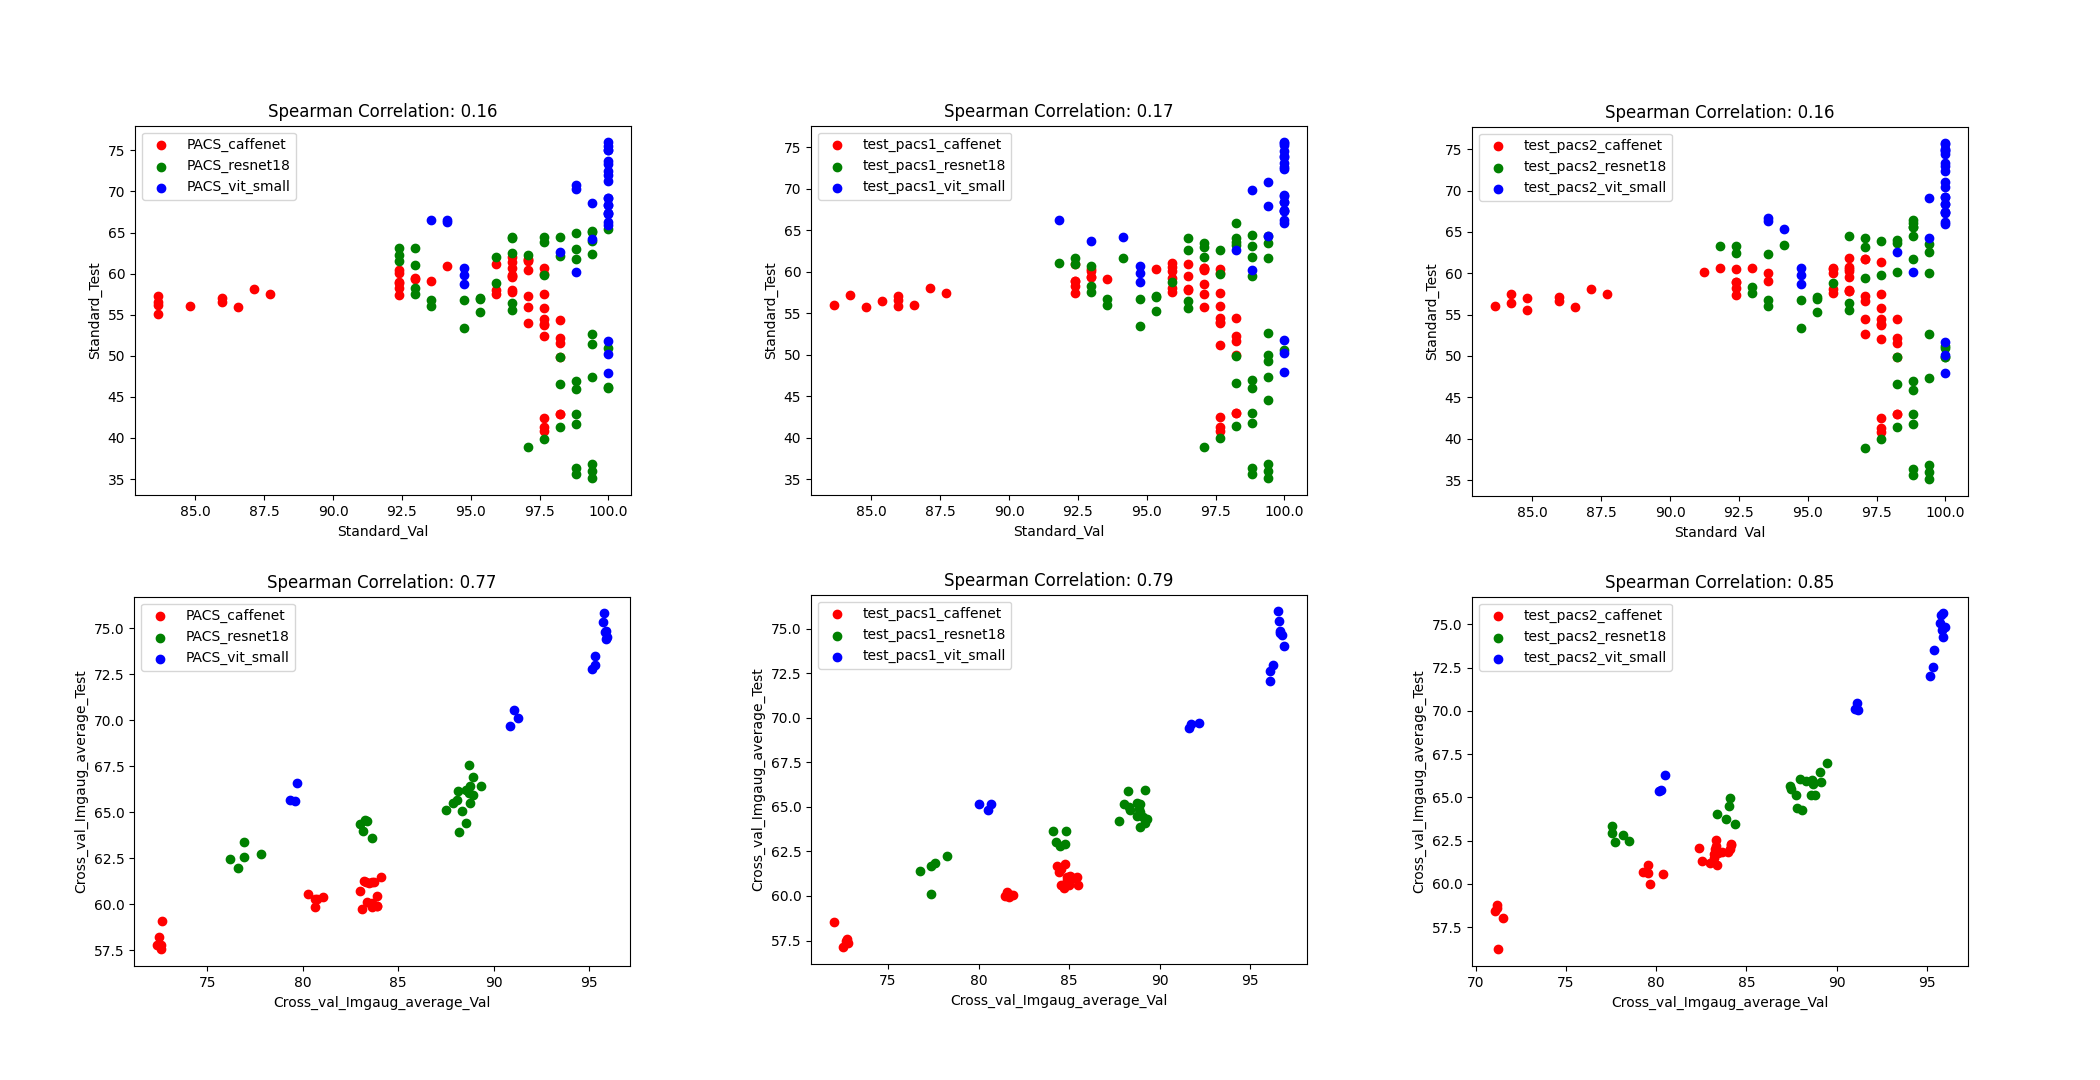 Spearman Correlation: 0.16
PACS_caffenet
PACS_resnet18
PACS_vit_small
Standard_Test
75
70
65
60
55
50
45
40
35
85.0 87.5 90.0 92.5 95.0 97.5 100.0
Standard_Val
Spearman Correlation: 0.17
test_pacs1_caffenet
test_pacs1_resnet18
test_pacs1_vit_small
Standard_Test
75
70
65
60
55
50
45
40
35
85.0 87.5 90.0 92.5 95.0 97.5 100.0
Standard_Val
Spearman Correlation: 0.16
test_pacs2_caffenet
test_pacs2_resnet18
test_pacs2_vit_small
Standard_Test
75
70
65
60
55
50
45
40
35
85.0 87.5 90.0 92.5 95.0 97.5 100.0
Standard_Val
Spearman Correlation: 0.77
PACS_caffenet
PACS_resnet18
PACS_vit_small
Cross_val_Imgaug_average_Test
75.0
72.5
70.0
67.5
65.0
62.5
60.0
57.5
75 80 85 90 95
Cross_val_Imgaug_average_Val
Spearman Correlation: 0.79
test_pacs1_caffenet
test_pacs1_resnet18
test_pacs1_vit_small
Cross_val_Imgaug_average_Test
75.0
72.5
70.0
67.5
65.0
62.5
60.0
57.5
75 80 85 90 95
Cross_val_Imgaug_average_Val
Spearman Correlation: 0.85
test_pacs2_caffenet
test_pacs2_resnet18
test_pacs2_vit_small
Cross_val_Imgaug_average_Test
75.0
72.5
70.0
67.5
65.0
62.5
60.0
57.5
70 75 80 85 90 95
Cross_val_Imgaug_average_Val